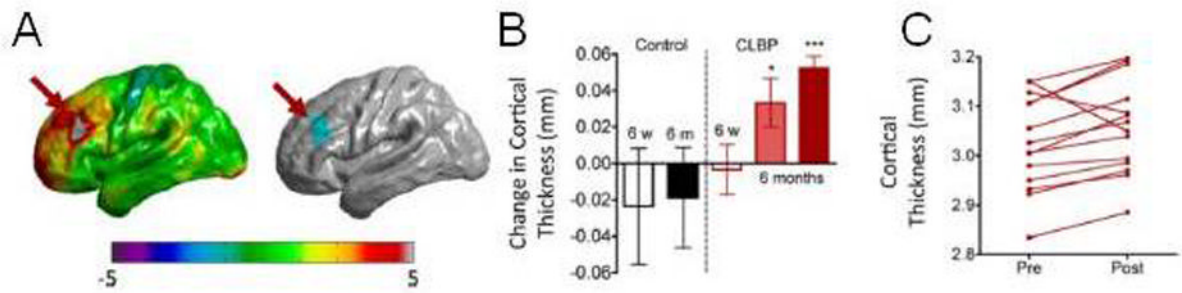 A
-5 5
B
Change in Cortical
Thickness (mm)
0.06
0.04
0.02
0.00
-0.02
-0.04
-0.06
Control CLBP
6 w 6 m 6 w * ***
6 months
C
Cortical
Thickness (mm)
3.2
3.1
3.0
2.9
2.8
Pre Post